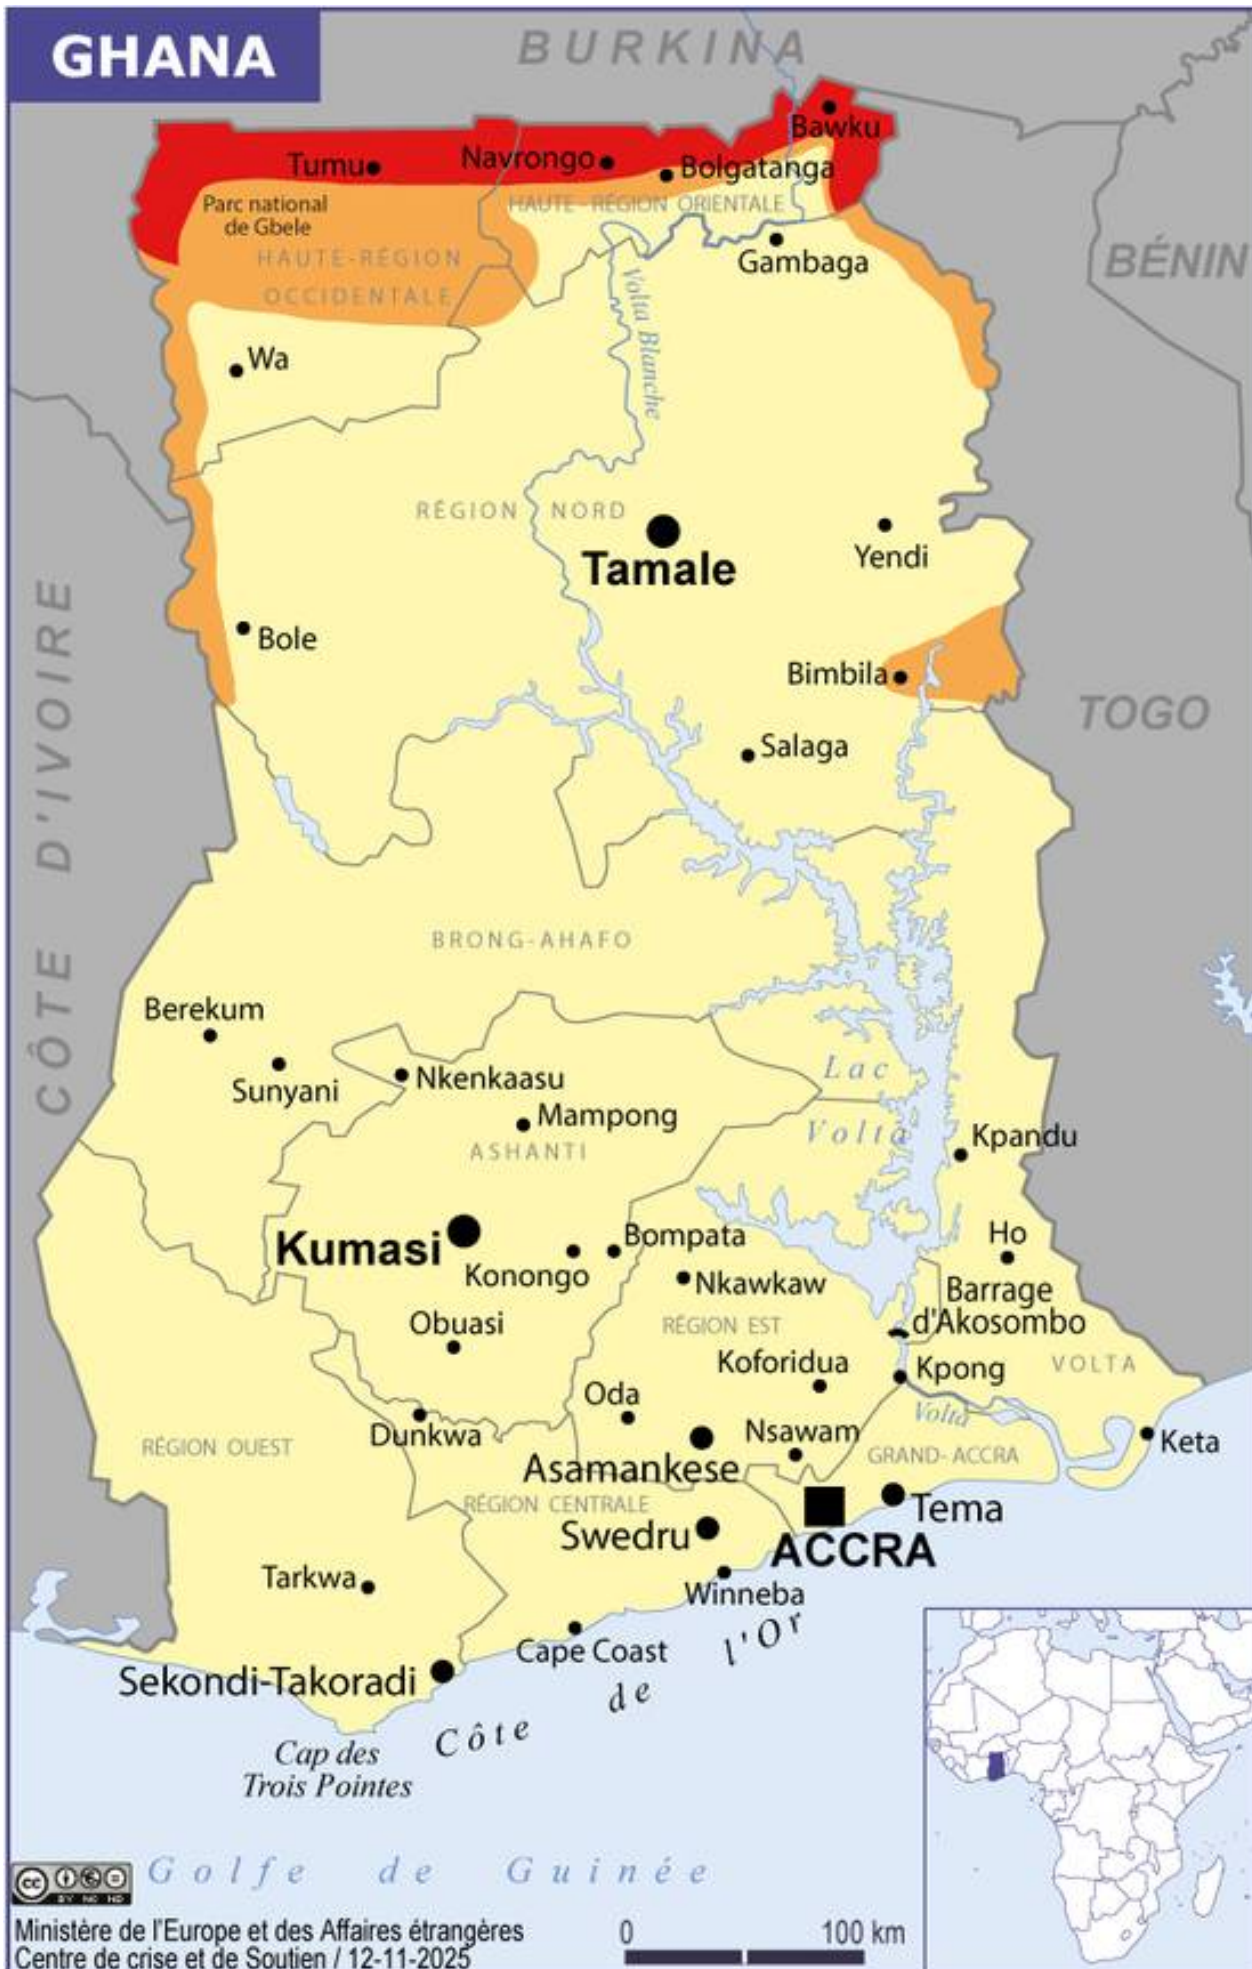 GHANA
BURKINA
Bawku
Tumu
Navrongo
Bolgatanga
Parc national
de Gbele
HAUTE-RÉGION ORIENTALE
HAUTE-RÉGION
OCCIDENTALE
Gambaga
BÉNIN
Volta Blanche
Wa
RÉGION NORD
Tamale
Yendi
CÔTE D'IVOIRE
Bole
Bimbila
TOGO
Salaga
BRONG-AHAFO
Berekum
Sunyani
Nkenkaasu
Mampong
ASHANTI
Lac
Volta
Kpandu
Kumasi
Konongo
Bompata
Nkawkaw
Ho
Barrage
d'Akosombo
Obuasi
RÉGION EST
Koforidua
Kpong
VOLTA
Oda
Dunkwa
Volta
Nsawam
Keta
RÉGION OUEST
Asamankese
GRAND-ACCRA
RÉGION CENTRALE
Tema
Swedru
ACCRA
Tarkwa
Winneba
Cape Coast
Sekondi-Takoradi
Côte de l'Or
Cap des
Trois Pointes
Golfe de Guinée
cc
BY NC ND
Ministère de l'Europe et des Affaires étrangères
Centre de crise et de Soutien / 12-11-2025
0 100 km